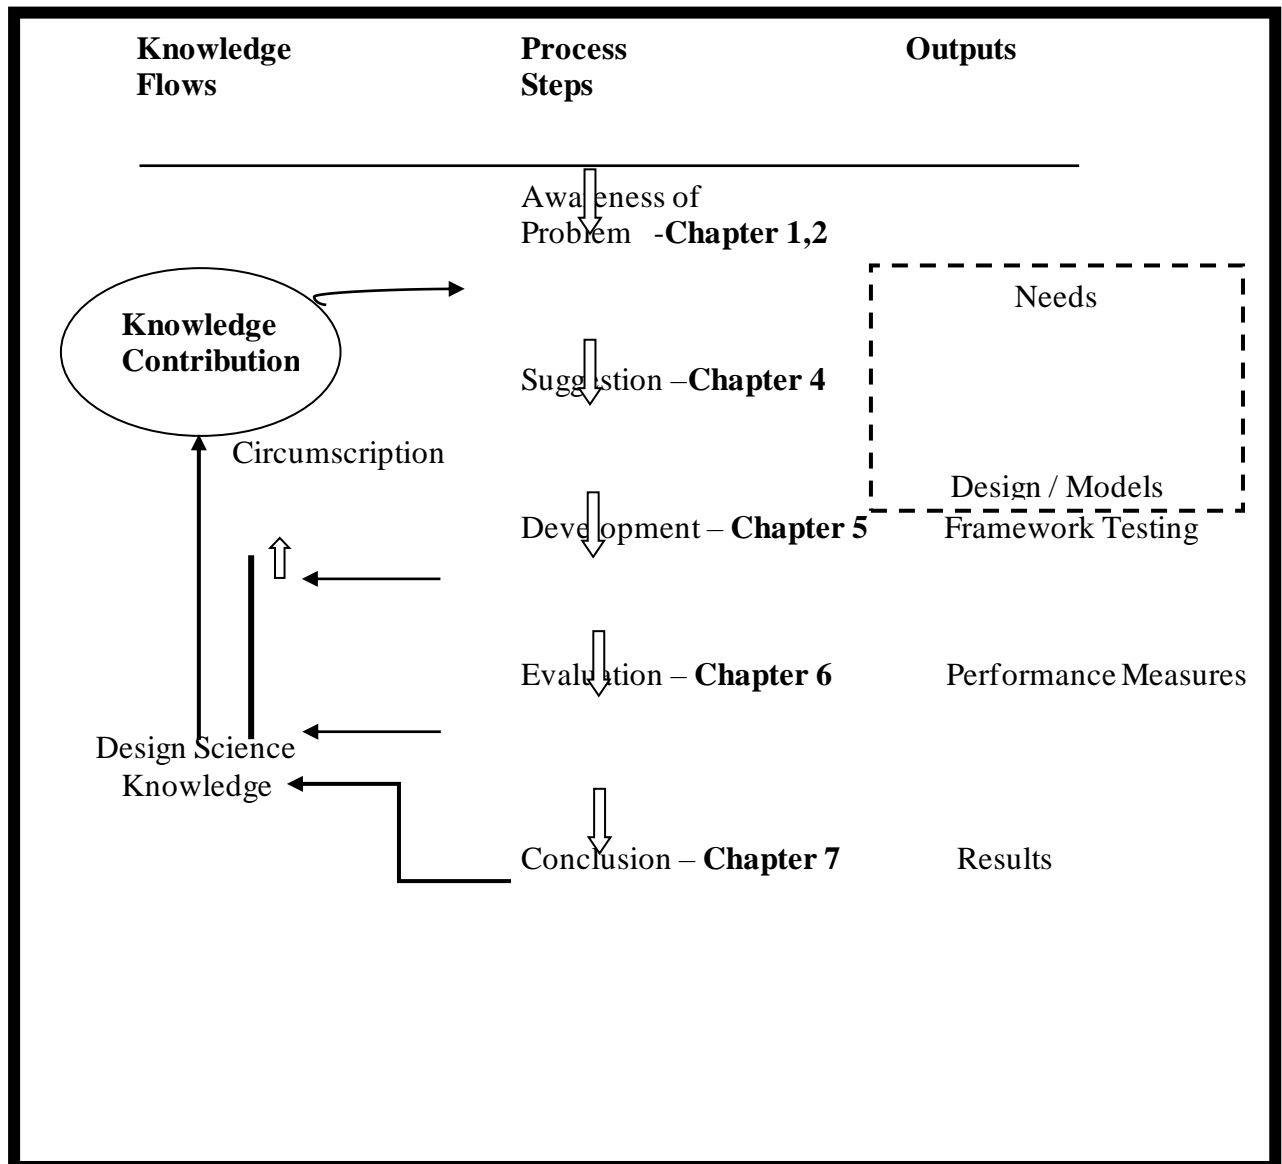 Knowledge
Flows
Process
Steps
Outputs
Awareness of
Problem -Chapter 1,2
Needs
Knowledge
Contribution
Suggestion –Chapter 4
Circumscription
Design / Models
Development – Chapter 5
Framework Testing
Evaluation – Chapter 6
Performance Measures
Design Science
Knowledge
Conclusion – Chapter 7
Results